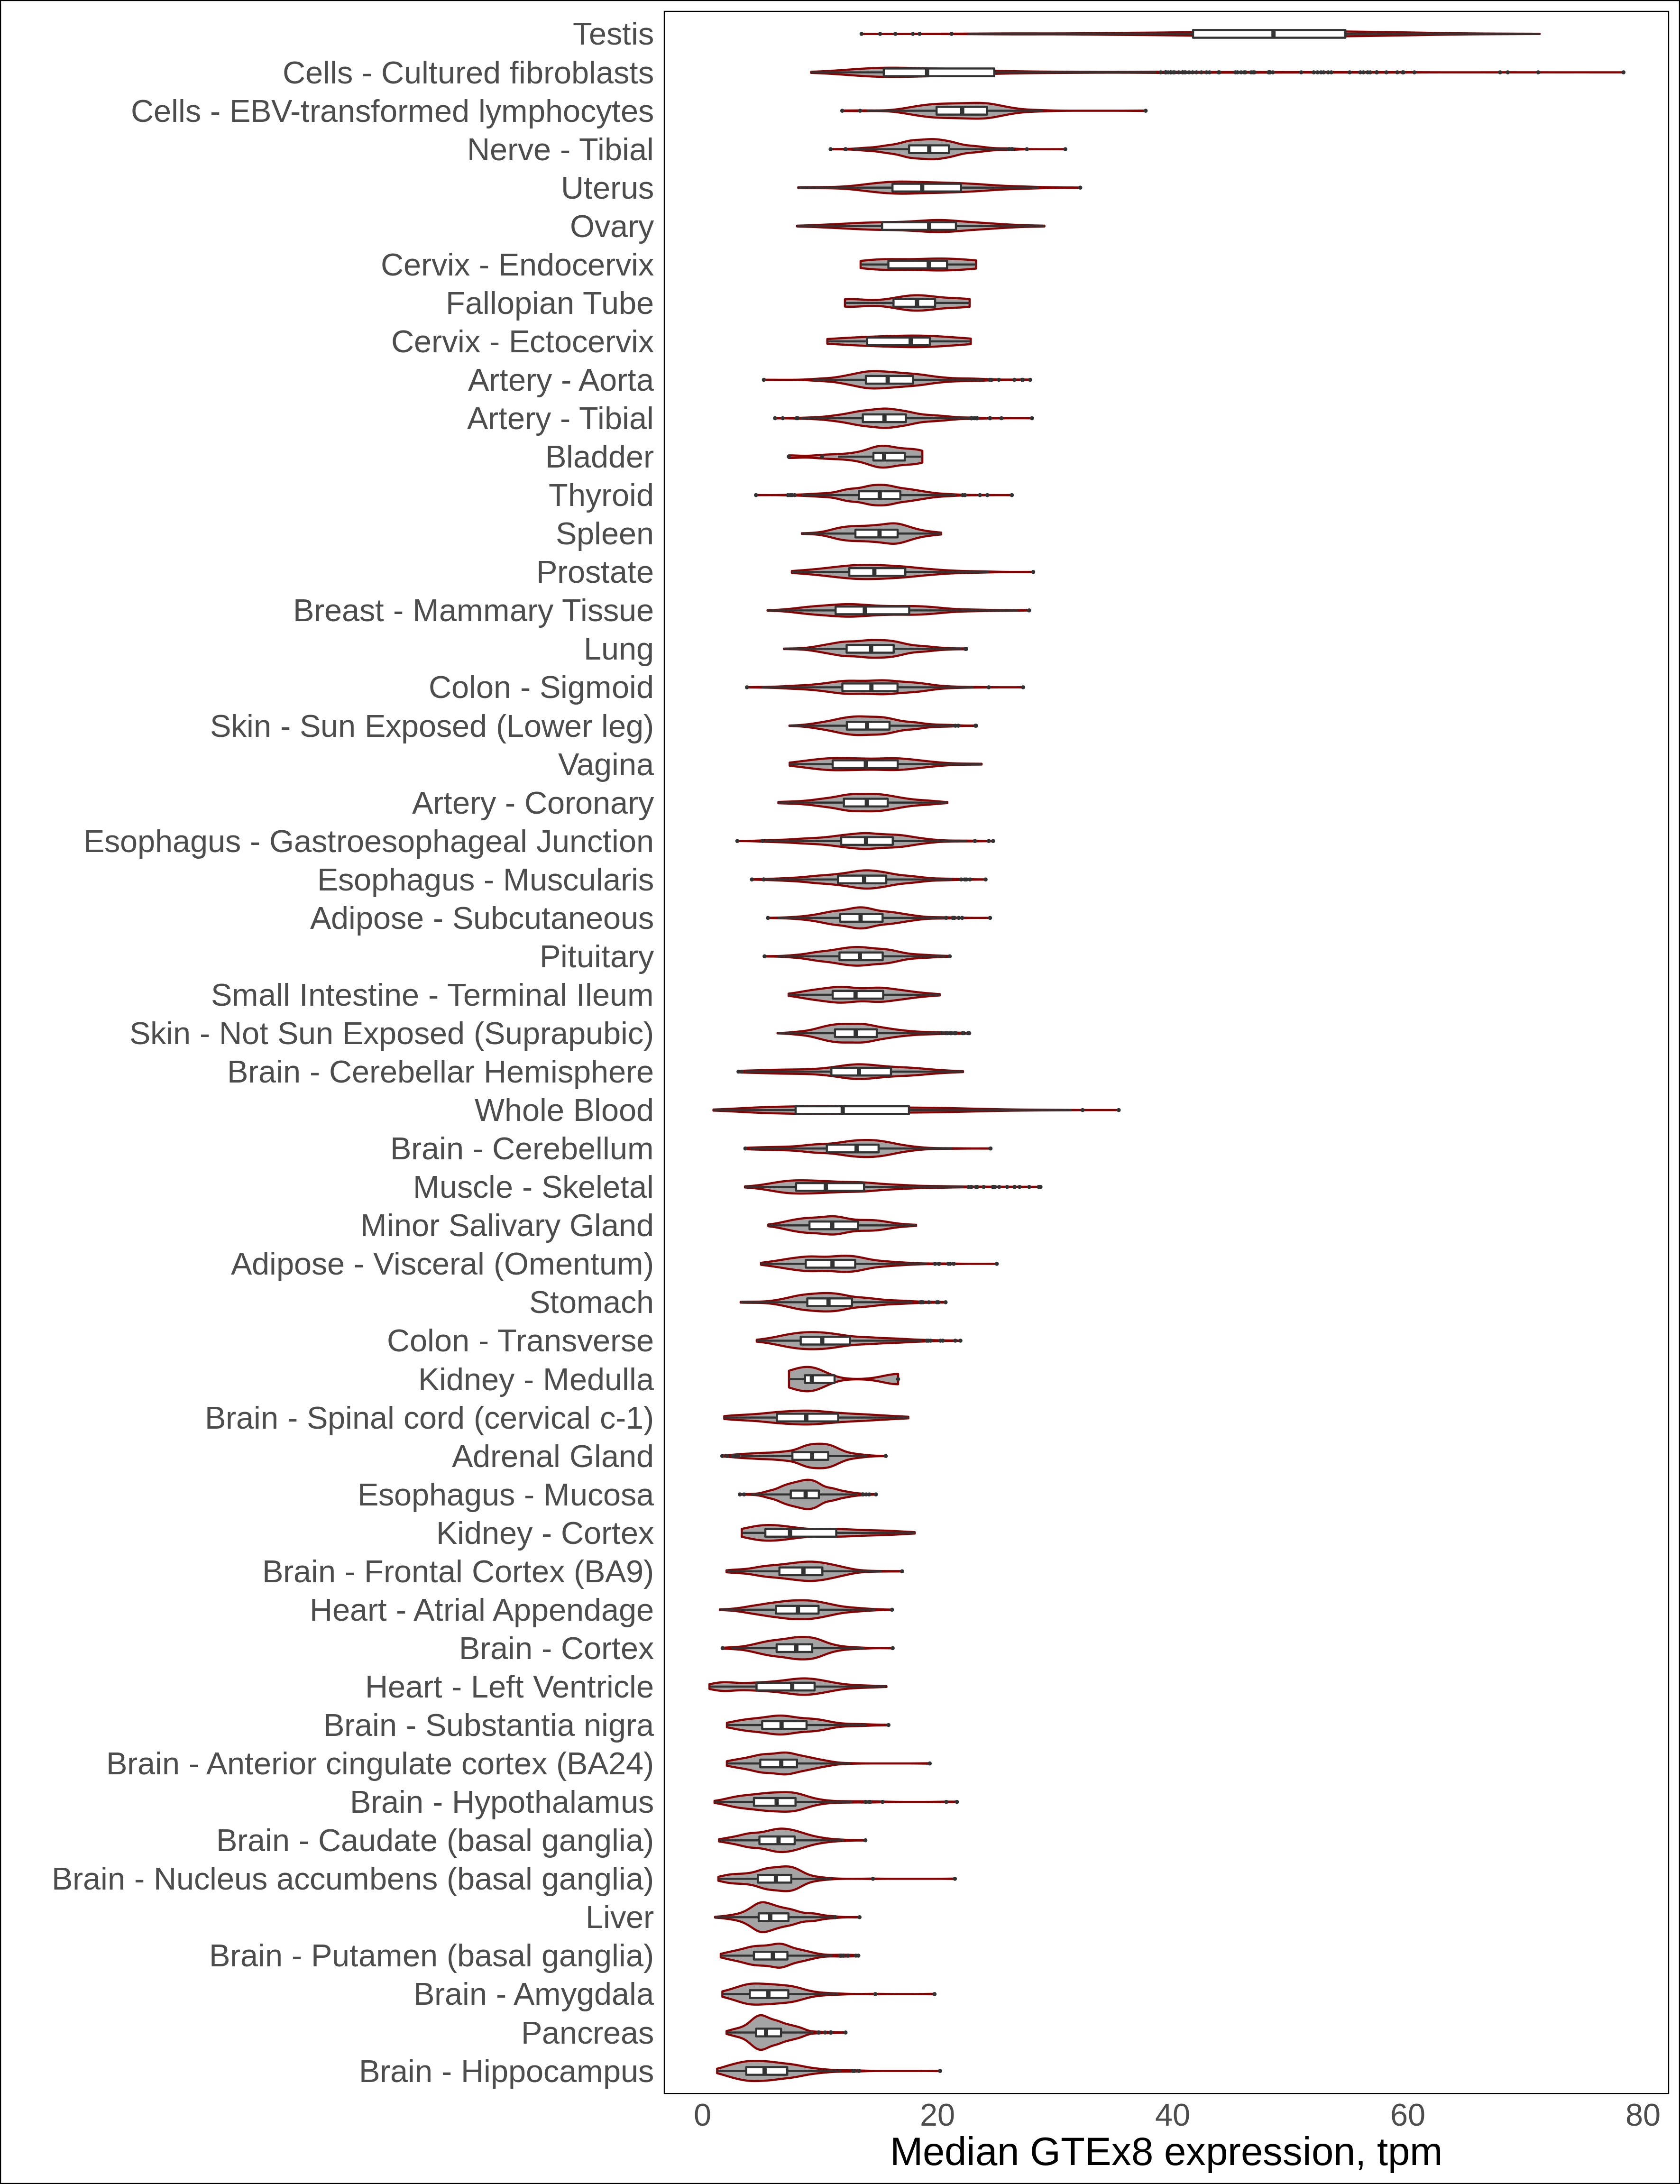 Testis
Cells - Cultured fibroblasts
Cells - EBV-transformed lymphocytes
Nerve - Tibial
Uterus
Ovary
Cervix - Endocervix
Fallopian Tube
Cervix - Ectocervix
Artery - Aorta
Artery - Tibial
Bladder
Thyroid
Spleen
Prostate
Breast - Mammary Tissue
Lung
Colon - Sigmoid
Skin - Sun Exposed (Lower leg)
Vagina
Artery - Coronary
Esophagus - Gastroesophageal Junction
Esophagus - Muscularis
Adipose - Subcutaneous
Pituitary
Small Intestine - Terminal Ileum
Skin - Not Sun Exposed (Suprapubic)
Brain - Cerebellar Hemisphere
Whole Blood
Brain - Cerebellum
Muscle - Skeletal
Minor Salivary Gland
Adipose - Visceral (Omentum)
Stomach
Colon - Transverse
Kidney - Medulla
Brain - Spinal cord (cervical c-1)
Adrenal Gland
Esophagus - Mucosa
Kidney - Cortex
Brain - Frontal Cortex (BA9)
Heart - Atrial Appendage
Brain - Cortex
Heart - Left Ventricle
Brain - Substantia nigra
Brain - Anterior cingulate cortex (BA24)
Brain - Hypothalamus
Brain - Caudate (basal ganglia)
Brain - Nucleus accumbens (basal ganglia)
Liver
Brain - Putamen (basal ganglia)
Brain - Amygdala
Pancreas
Brain - Hippocampus
0 20 40 60 80
Median GTEx8 expression, tpm